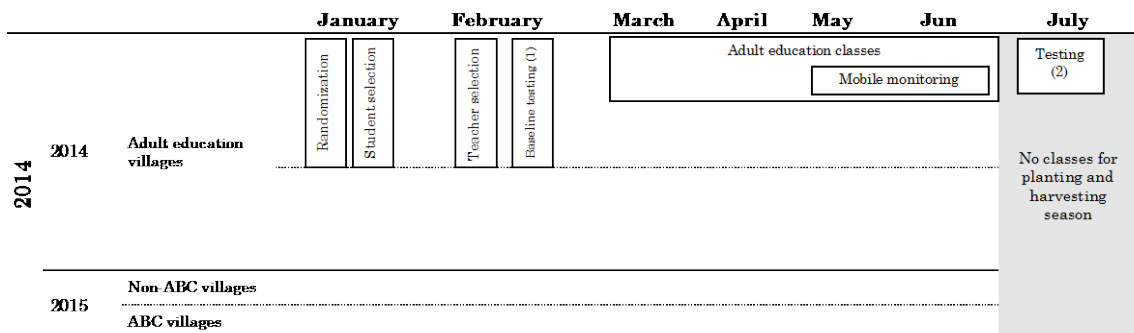 January February March April May Jun July
Randomization
Student selection
Teacher selection
Baseline testing (1)
Adult education classes
Mobile monitoring
Testing
(2)
2014
2014
Adult education
villages
No classes for
planting and
harvesting
season
2015
Non-ABC villages
ABC villages